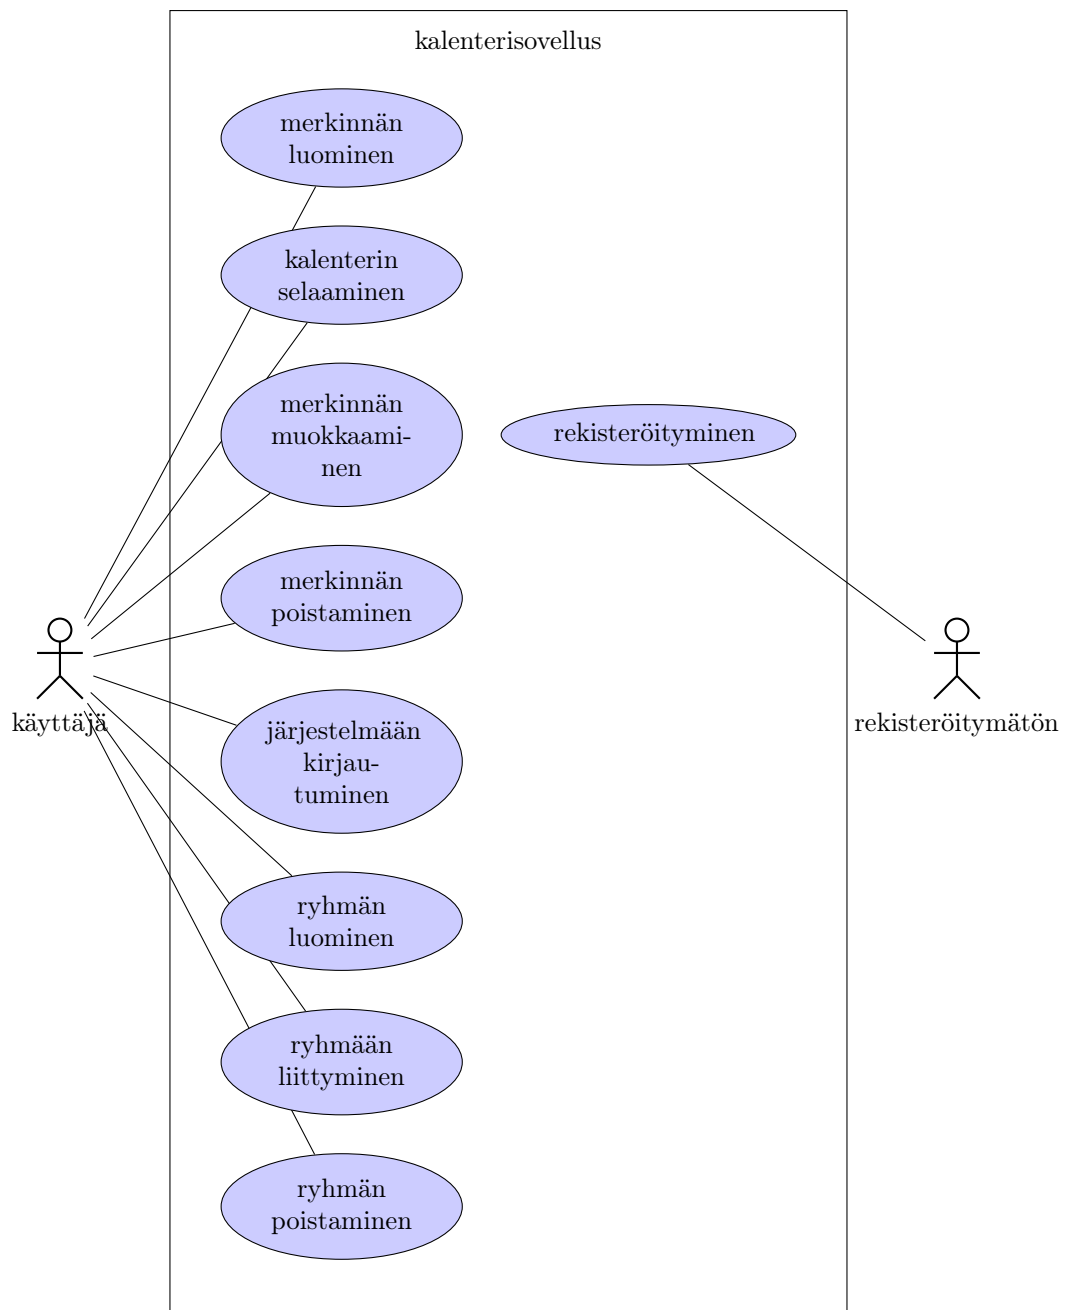 kalenterisovellus
merkinnän
luominen
kalenterin
selaaminen
merkinnän
muokkaami-
nen
rekisteröityminen
merkinnän
poistaminen
käyttäjä
rekisteröitymätön
järjestelmään
kirjau-
tuminen
ryhmän
luominen
ryhmään
liittyminen
ryhmän
poistaminen